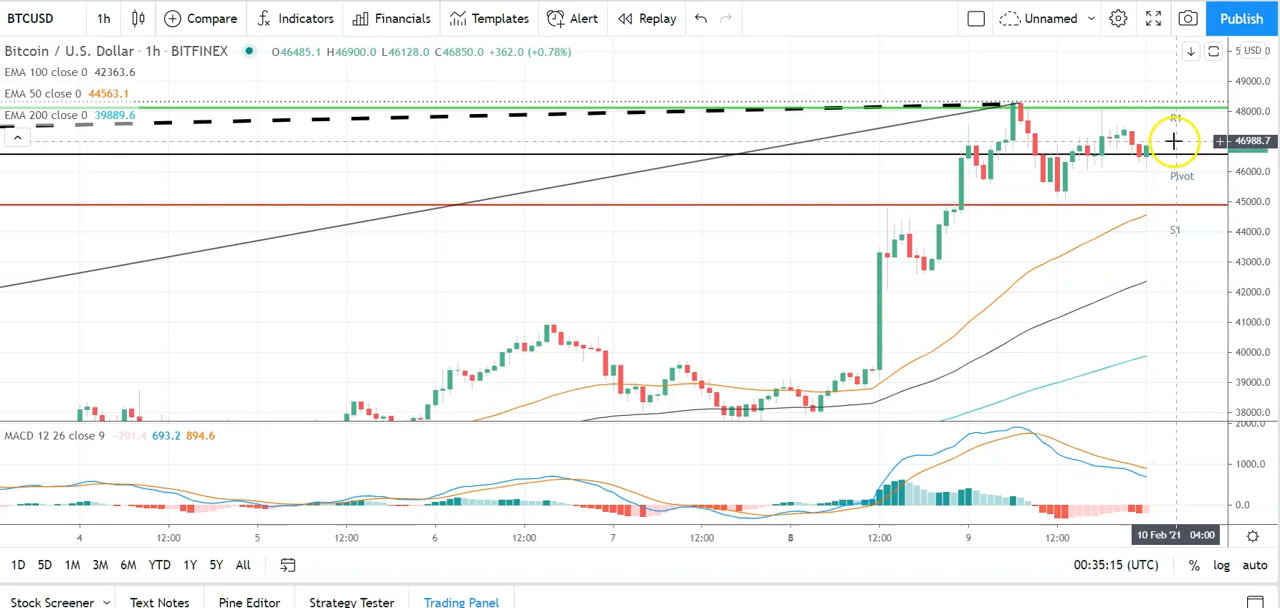 BTCUSD 1h Compare Indicators Financials Templates Alert Replay Unnamed Publish
Bitcoin / U.S. Dollar · 1h · BITFINEX O46485.1 H46900.0 L46128.0 C46850.0 +362.0 (+0.78%)
USD
EMA 100 close 0 42363.6
EMA 50 close 0 44563.1
EMA 200 close 0 39889.6
49000.0
48000.0
R1
46988.7
46000.0
Pivot
45000.0
44000.0
S1
43000.0
42000.0
41000.0
40000.0
39000.0
38000.0
MACD 12 26 close 9 -201.4 693.2 894.6
2000.0
1000.0
0.0
4 12:00 5 12:00 6 12:00 7 12:00 8 12:00 9 12:00 10 Feb '21 04:00
1D 5D 1M 3M 6M YTD 1Y 5Y All 00:35:15 (UTC) % log auto
Stock Screener Text Notes Pine Editor Strategy Tester Trading Panel